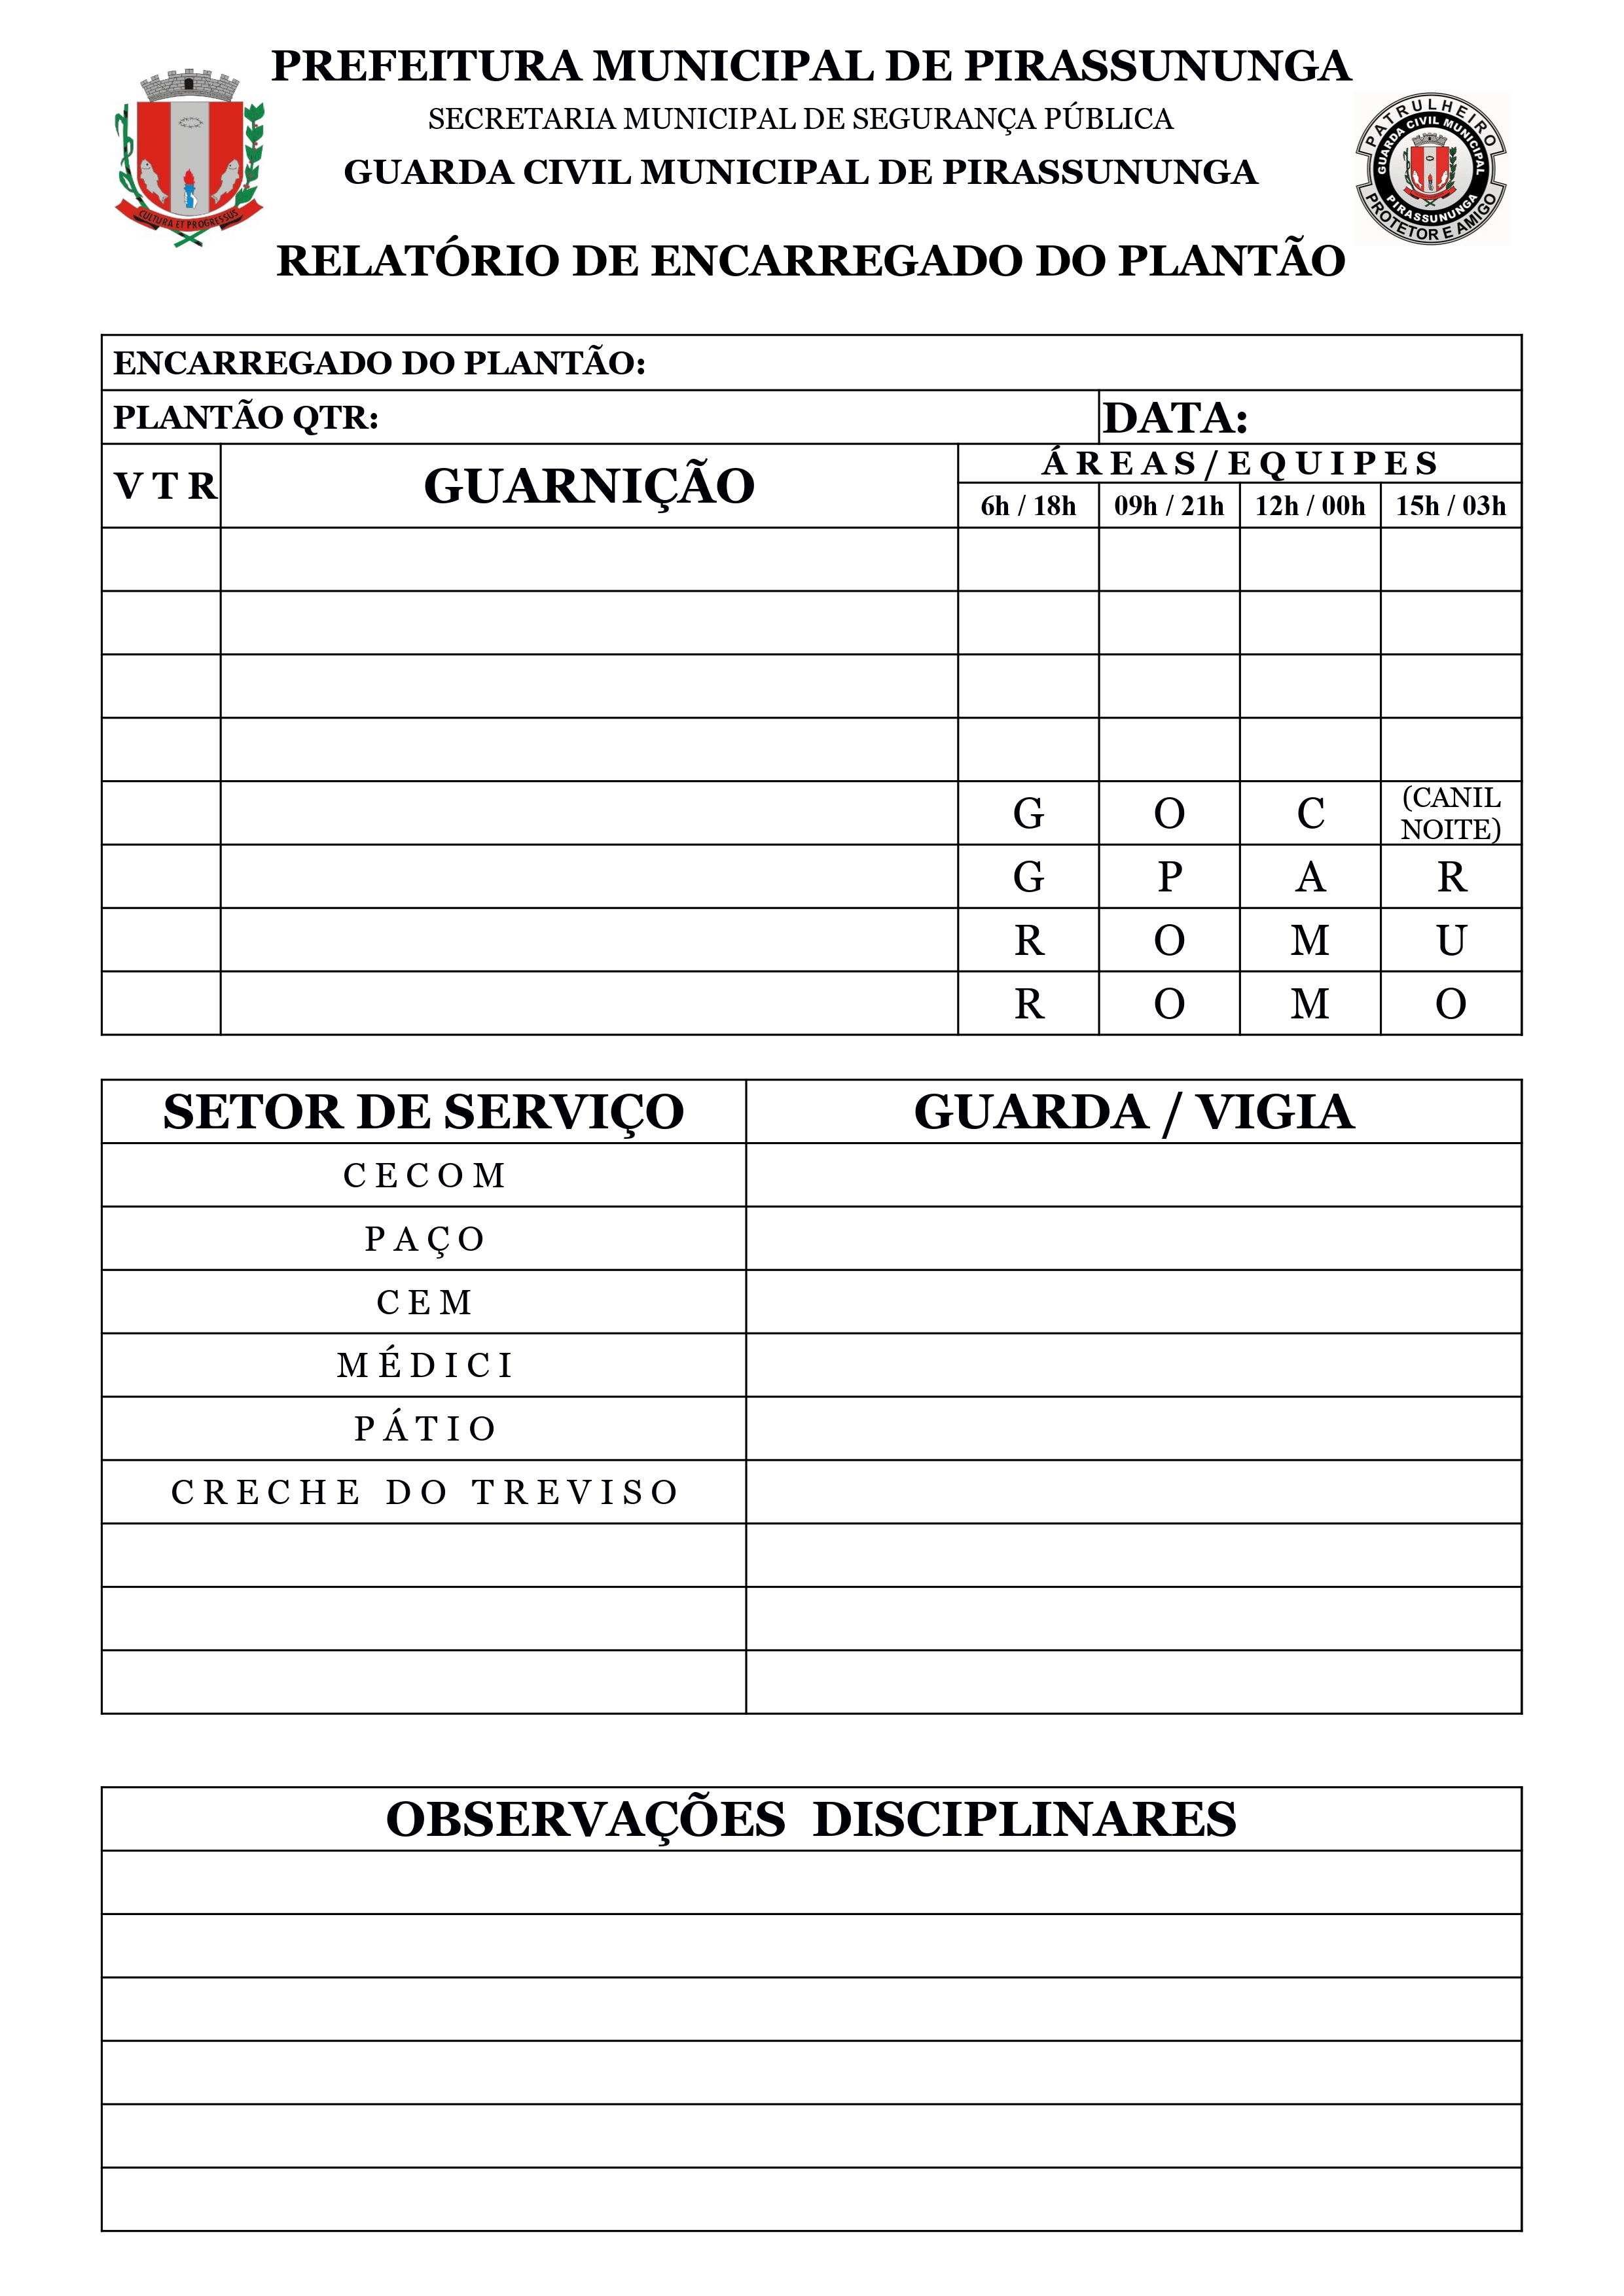 PREFEITURA MUNICIPAL DE PIRASSUNUNGA
SECRETARIA MUNICIPAL DE SEGURANÇA PÚBLICA
GUARDA CIVIL MUNICIPAL DE PIRASSUNUNGA
CULTURA ET PROGRESSUS
PATRULHEIRO
GUARDA CIVIL MUNICIPAL
PIRASSUNUNGA
PROTETOR E AMIGO
RELATÓRIO DE ENCARREGADO DO PLANTÃO
ENCARREGADO DO PLANTÃO:
PLANTÃO QTR: DATA:
V T R GUARNIÇÃO ÁREAS/EQUIPES
6h / 18h 09h / 21h 12h / 00h 15h / 03h
G O C (CANIL NOITE)
G P A R
R O M U
R O M O
SETOR DE SERVIÇO GUARDA / VIGIA
CECOM
PAÇO
CEM
MÉDICI
PÁTIO
CRECHE DO TREVISO
OBSERVAÇÕES DISCIPLINARES